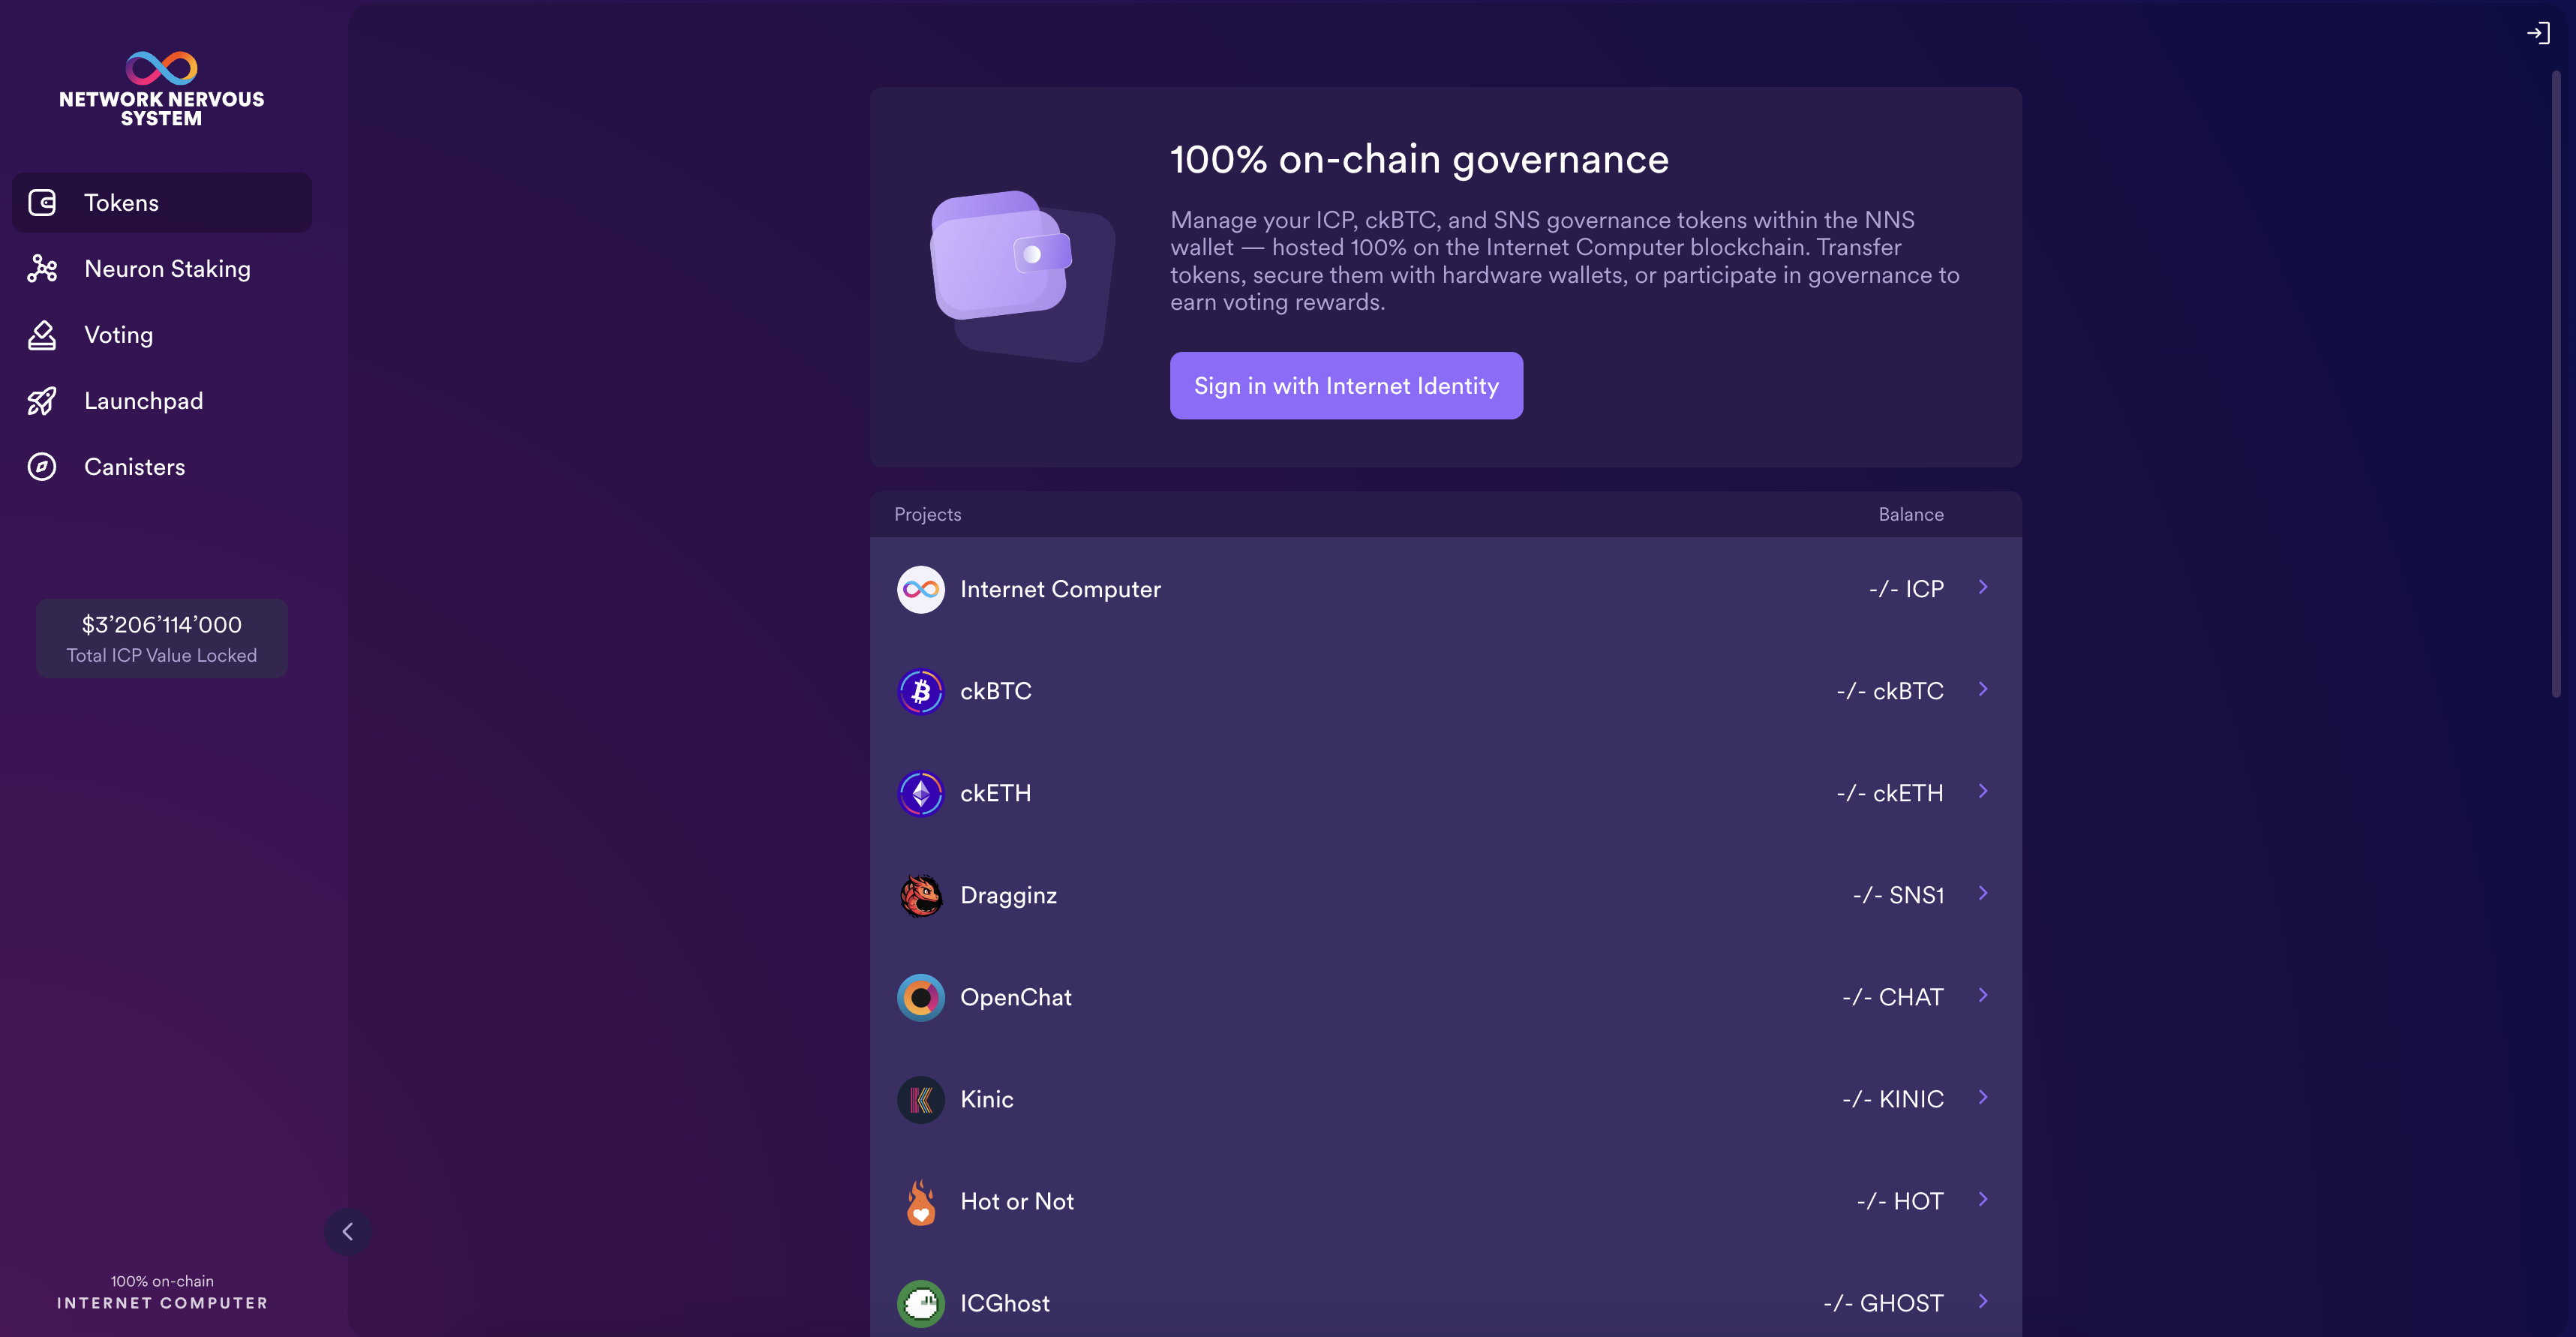 NETWORK NERVOUS
SYSTEM
Tokens
Neuron Staking
Voting
Launchpad
Canisters
$3’206’114’000
Total ICP Value Locked
100% on-chain
INTERNET COMPUTER
100% on-chain governance
Manage your ICP, ckBTC, and SNS governance tokens within the NNS
wallet — hosted 100% on the Internet Computer blockchain. Transfer
tokens, secure them with hardware wallets, or participate in governance to
earn voting rewards.
Sign in with Internet Identity
Projects Balance
Internet Computer -/- ICP
ckBTC -/- ckBTC
ckETH -/- ckETH
Dragginz -/- SNS1
OpenChat -/- CHAT
Kinic -/- KINIC
Hot or Not -/- HOT
ICGhost -/- GHOST